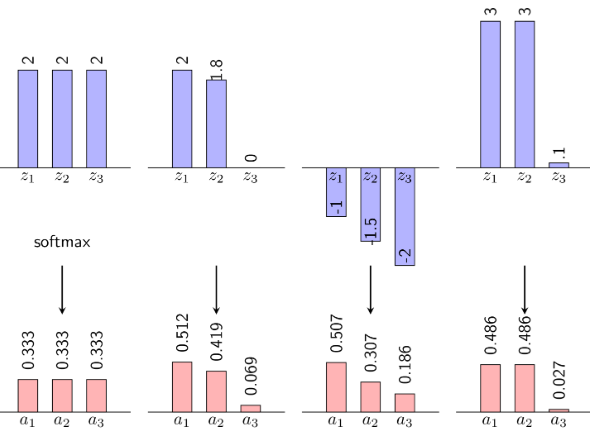 2 2 2 2 1.8 0 3 3 .1
z1 z2 z3 z1 z2 z3 z1 z2 z3 z1 z2 z3
-1 -1.5 -2
softmax
0.333 0.333 0.333 0.512 0.419 0.069 0.507 0.307 0.186 0.486 0.486 0.027
a1 a2 a3 a1 a2 a3 a1 a2 a3 a1 a2 a3